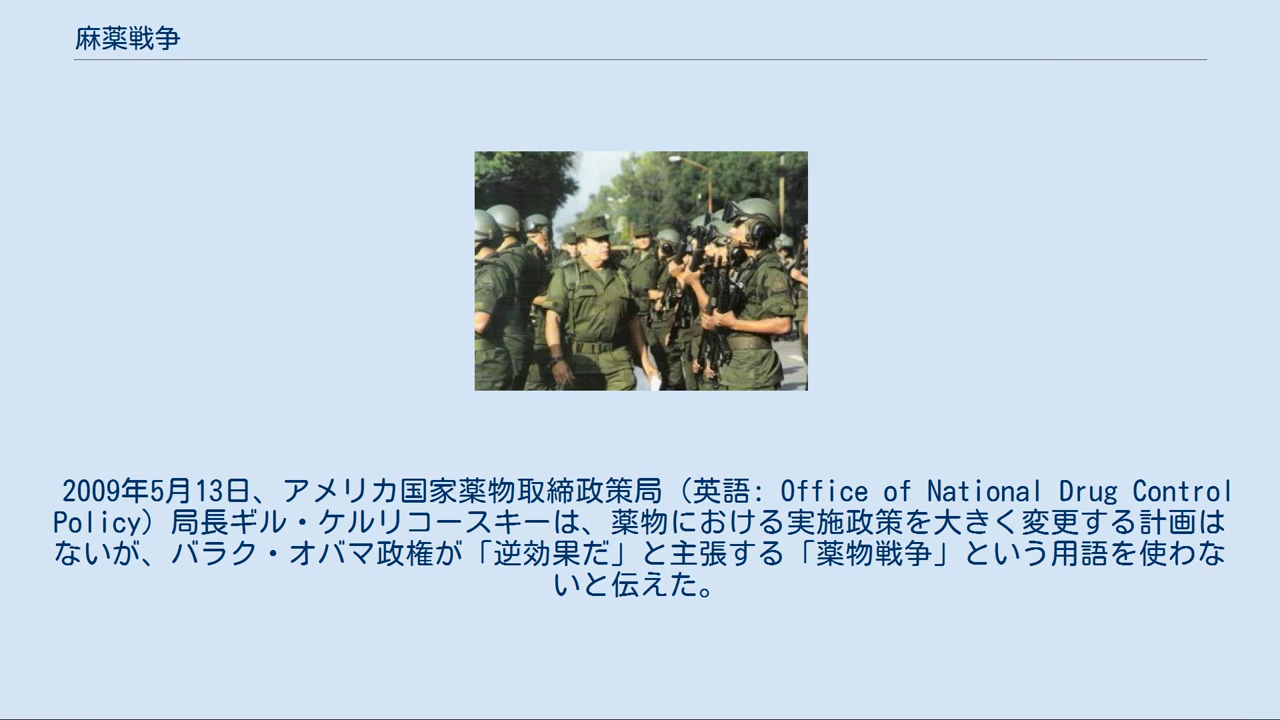 麻薬戦争
2009年5月13日、アメリカ国家薬物取締政策局（英語: Office of National Drug Control
Policy）局長ギル・ケルリコースキーは、薬物における実施政策を大きく変更する計画は
ないが、バラク・オバマ政権が「逆効果だ」と主張する「薬物戦争」という用語を使わな
いと伝えた。